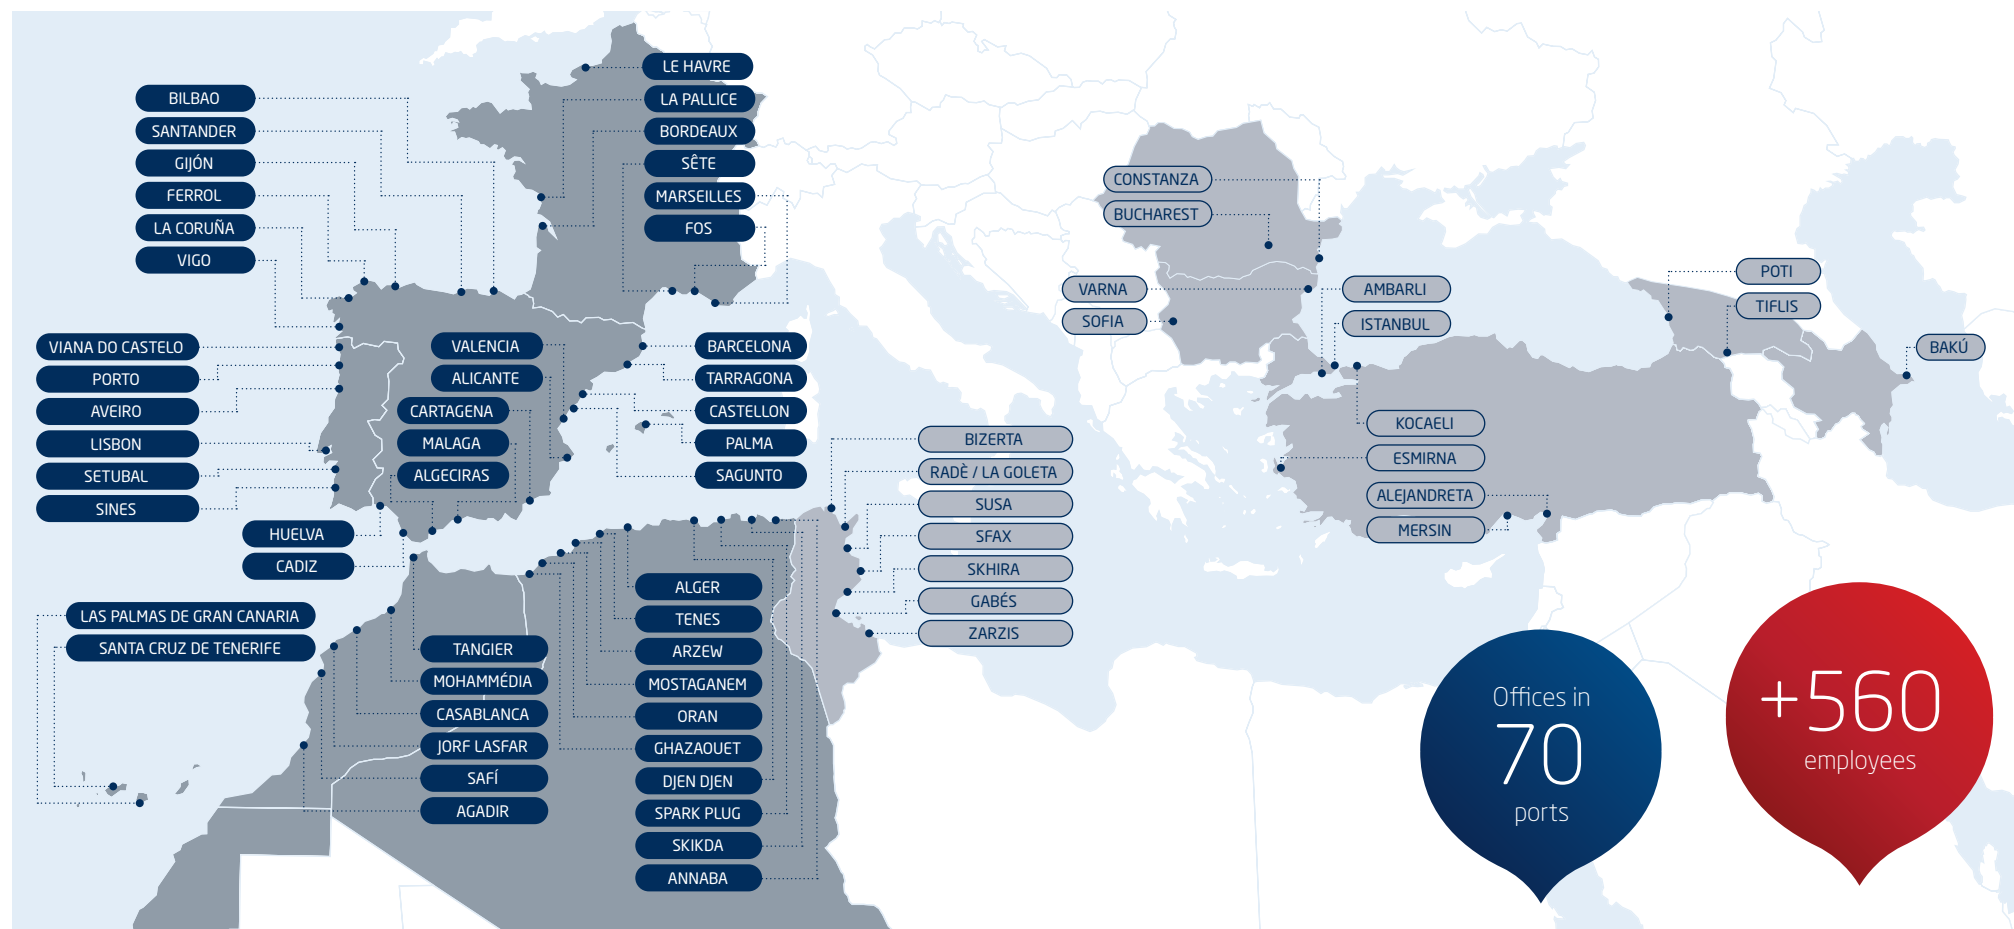 LE HAVRE
LA PALLICE
BORDEAUX
SÊTE
MARSEILLES
FOS
BILBAO
SANTANDER
GIJÓN
FERROL
LA CORUÑA
VIGO
VIANA DO CASTELO
PORTO
AVEIRO
LISBON
SETUBAL
SINES
HUELVA
CADIZ
VALENCIA
ALICANTE
CARTAGENA
MALAGA
ALGECIRAS
BARCELONA
TARRAGONA
CASTELLON
PALMA
SAGUNTO
LAS PALMAS DE GRAN CANARIA
SANTA CRUZ DE TENERIFE
TANGIER
MOHAMMÉDIA
CASABLANCA
JORF LASFAR
SAFÍ
AGADIR
ALGER
TENES
ARZEW
MOSTAGANEM
ORAN
GHAZAOUET
DJEN DJEN
SPARK PLUG
SKIKDA
ANNABA
BIZERTA
RADÈ / LA GOLETA
SUSA
SFAX
SKHIRA
GABÉS
ZARZIS
CONSTANZA
BUCHAREST
VARNA
SOFIA
AMBARLI
ISTANBUL
KOCAELI
ESMIRNA
ALEJANDRETA
MERSIN
POTI
TIFLIS
BAKÚ
Offices in
70
ports
+560
employees